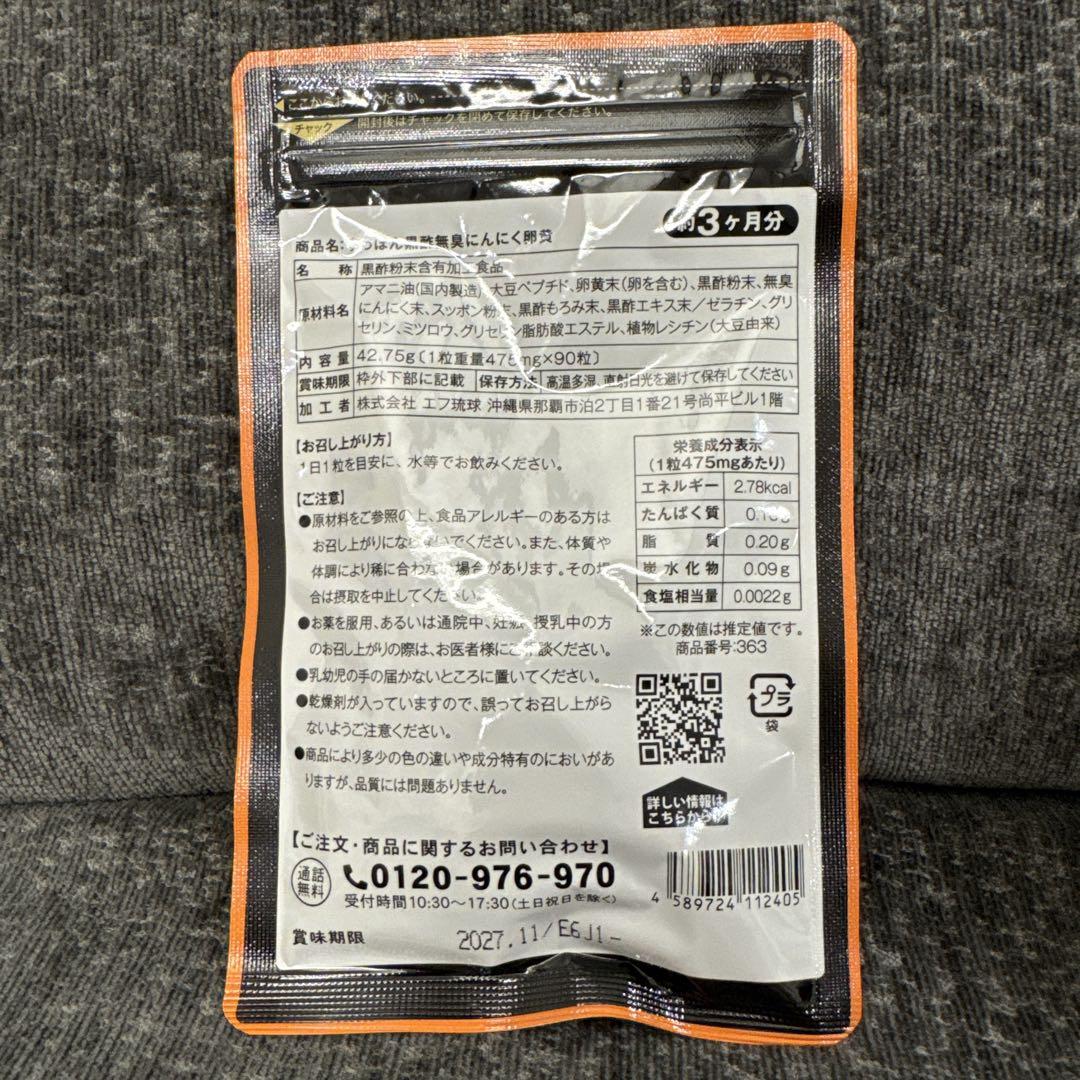 ください。
開封後はチャックを閉めて保存してください。
チャック
約3ヶ月分
商品名:すっぽん黒酢無臭にんにく卵黄
名 称 黒酢粉末含有加工食品
原材料名 アマニ油(国内製造)、大豆ペプチド、卵黄末(卵を含む)、黒酢粉末、無臭
にんにく末、スッポン粉末、黒酢もろみ末、黒酢エキス末/ゼラチン、グリ
セリン、ミツロウ、グリセリン脂肪酸エステル、植物レシチン(大豆由来)
内容量 42.75g〔1粒重量475mg×90粒〕
賞味期限 枠外下部に記載 保存方法 高温多湿、直射日光を避けて保存してください
加工者 株式会社 エフ琉球 沖縄県那覇市泊2丁目1番21号尚平ビル1階
【お召し上がり方】
1日1粒を目安に、水等でお飲みください。
【ご注意】
●原材料をご参照の上、食品アレルギーのある方は
お召し上がりにならないでください。また、体質や
体調により稀に合わない場合があります。その場
合は摂取を中止してください。
●お薬を服用、あるいは通院中、妊娠、授乳中の方
のお召し上がりの際は、お医者様にご相談ください。
●乳幼児の手の届かないところに置いてください。
●乾燥剤が入っていますので、誤ってお召し上がら
ないようご注意ください。
●商品により多少の色の違いや成分特有のにおいがあ
りますが、品質には問題ありません。
栄養成分表示
(1粒475mgあたり)
エネルギー 2.78kcal
たんぱく質
脂 質 0.20g
炭水化物 0.09g
食塩相当量 0.0022g
※この数値は推定値です。
商品番号:363
プラ
袋
詳しい情報は
こちらから!!
【ご注文・商品に関するお問い合わせ】
通話
無料
0120-976-970
受付時間10:30〜17:30(土日祝日を除く)
4 589724 112405
賞味期限 2027.11/E6J1-